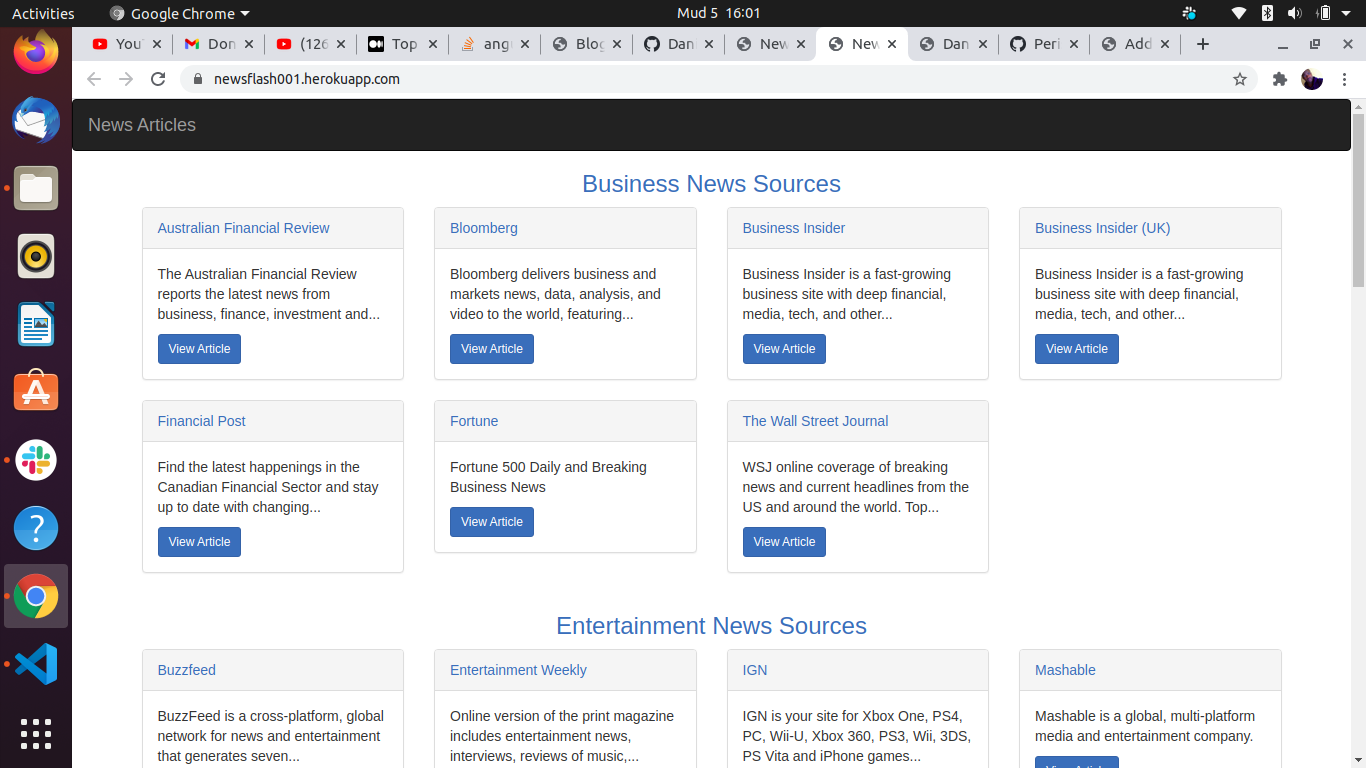 Activities Google Chrome Mud 5 16:01
You Don (126 Top angu Blog Danl New New Dan Peri Add
newsflash001.herokuapp.com
News Articles
Business News Sources
Australian Financial Review
The Australian Financial Review
reports the latest news from
business, finance, investment and...
View Article
Bloomberg
Bloomberg delivers business and
markets news, data, analysis, and
video to the world, featuring...
View Article
Business Insider
Business Insider is a fast-growing
business site with deep financial,
media, tech, and other...
View Article
Business Insider (UK)
Business Insider is a fast-growing
business site with deep financial,
media, tech, and other...
View Article
Financial Post
Find the latest happenings in the
Canadian Financial Sector and stay
up to date with changing...
View Article
Fortune
Fortune 500 Daily and Breaking
Business News
View Article
The Wall Street Journal
WSJ online coverage of breaking
news and current headlines from the
US and around the world. Top...
View Article
Entertainment News Sources
Buzzfeed
BuzzFeed is a cross-platform, global
network for news and entertainment
that generates seven...
Entertainment Weekly
Online version of the print magazine
includes entertainment news,
interviews, reviews of music,...
IGN
IGN is your site for Xbox One, PS4,
PC, Wii-U, Xbox 360, PS3, Wii, 3DS,
PS Vita and iPhone games...
Mashable
Mashable is a global, multi-platform
media and entertainment company.